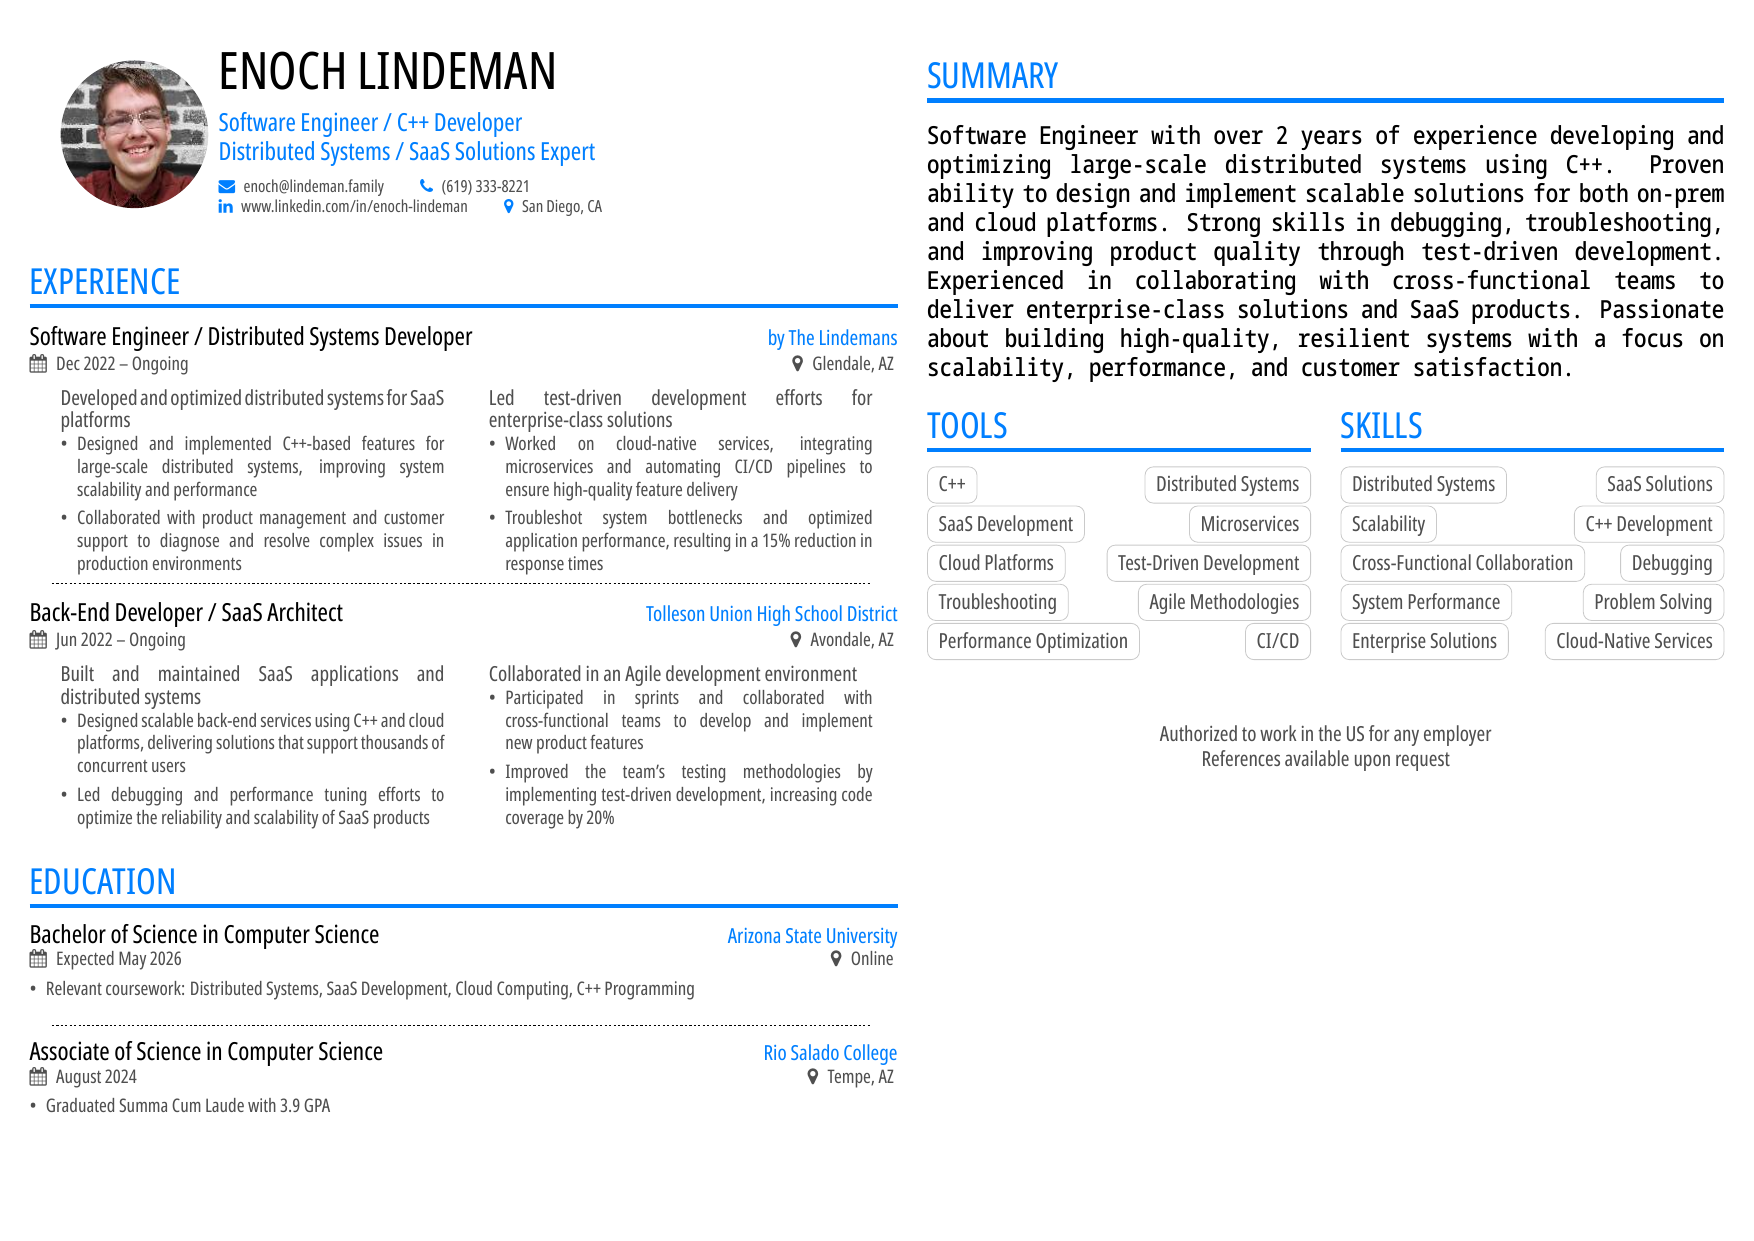 ENOCH LINDEMAN
Software Engineer / C++ Developer
Distributed Systems / SaaS Solutions Expert
enoch@lindeman.family (619) 333-8221
www.linkedin.com/in/enoch-lindeman San Diego, CA
EXPERIENCE
Software Engineer / Distributed Systems Developer by The Lindemans
Dec 2022 – Ongoing Glendale, AZ
Developed and optimized distributed systems for SaaS
platforms
• Designed and implemented C++-based features for
large-scale distributed systems, improving system
scalability and performance
• Collaborated with product management and customer
support to diagnose and resolve complex issues in
production environments
Led test-driven development efforts for
enterprise-class solutions
• Worked on cloud-native services, integrating
microservices and automating CI/CD pipelines to
ensure high-quality feature delivery
• Troubleshot system bottlenecks and optimized
application performance, resulting in a 15% reduction in
response times
Back-End Developer / SaaS Architect Tolleson Union High School District
Jun 2022 – Ongoing Avondale, AZ
Built and maintained SaaS applications and
distributed systems
• Designed scalable back-end services using C++ and cloud
platforms, delivering solutions that support thousands of
concurrent users
• Led debugging and performance tuning efforts to
optimize the reliability and scalability of SaaS products
Collaborated in an Agile development environment
• Participated in sprints and collaborated with
cross-functional teams to develop and implement
new product features
• Improved the team’s testing methodologies by
implementing test-driven development, increasing code
coverage by 20%
EDUCATION
Bachelor of Science in Computer Science Arizona State University
Expected May 2026 Online
• Relevant coursework: Distributed Systems, SaaS Development, Cloud Computing, C++ Programming
Associate of Science in Computer Science Rio Salado College
August 2024 Tempe, AZ
• Graduated Summa Cum Laude with 3.9 GPA
SUMMARY
Software Engineer with over 2 years of experience developing and
optimizing large-scale distributed systems using C++. Proven
ability to design and implement scalable solutions for both on-prem
and cloud platforms. Strong skills in debugging, troubleshooting,
and improving product quality through test-driven development.
Experienced in collaborating with cross-functional teams to
deliver enterprise-class solutions and SaaS products. Passionate
about building high-quality, resilient systems with a focus on
scalability, performance, and customer satisfaction.
TOOLS
C++ Distributed Systems
SaaS Development Microservices
Cloud Platforms Test-Driven Development
Troubleshooting Agile Methodologies
Performance Optimization CI/CD
SKILLS
Distributed Systems SaaS Solutions
Scalability C++ Development
Cross-Functional Collaboration Debugging
System Performance Problem Solving
Enterprise Solutions Cloud-Native Services
Authorized to work in the US for any employer
References available upon request